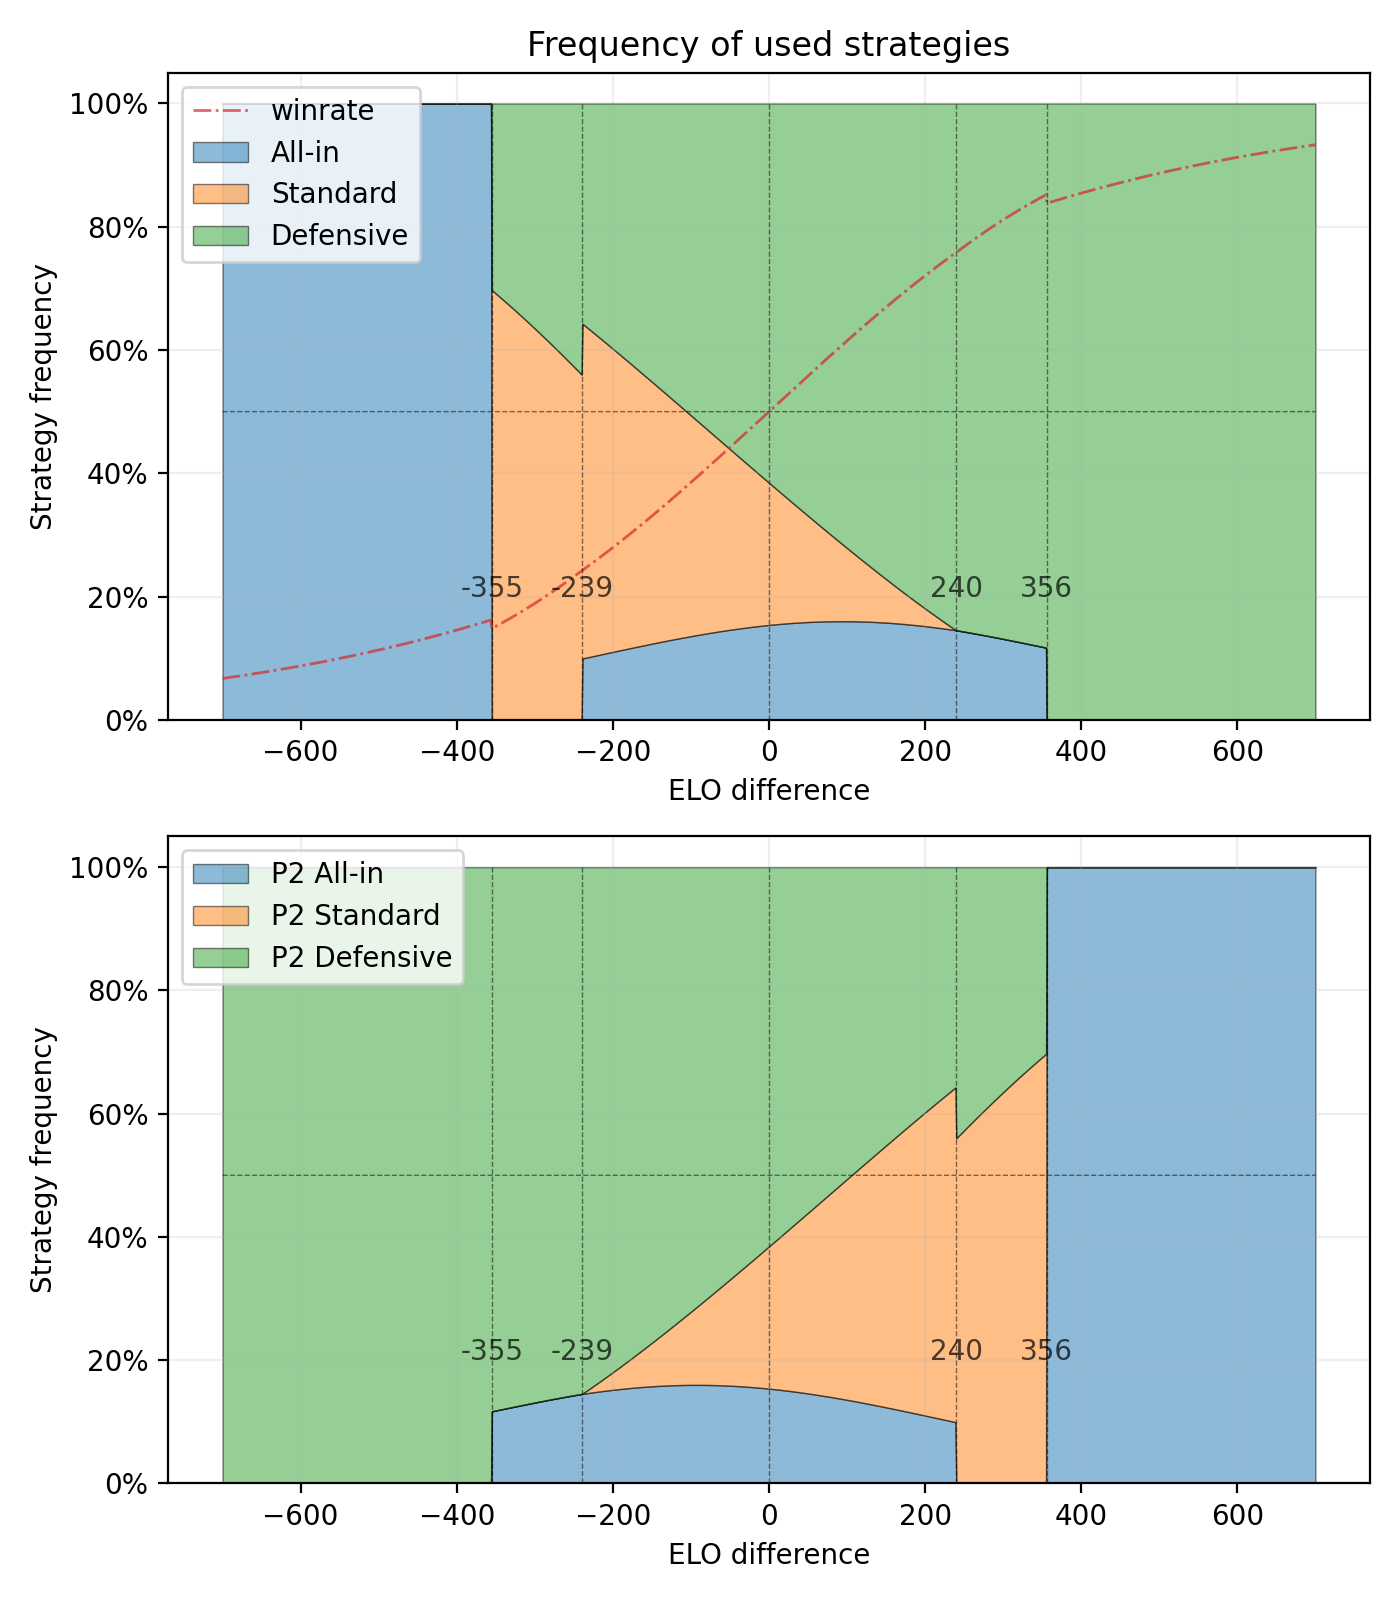 Frequency of used strategies
100%
80%
60%
40%
20%
0%
Strategy frequency
winrate
All-in
Standard
Defensive
-355
-239
240
356
−600
−400
−200
0
200
400
600
ELO difference
100%
80%
60%
40%
20%
0%
Strategy frequency
P2 All-in
P2 Standard
P2 Defensive
-355
-239
240
356
−600
−400
−200
0
200
400
600
ELO difference